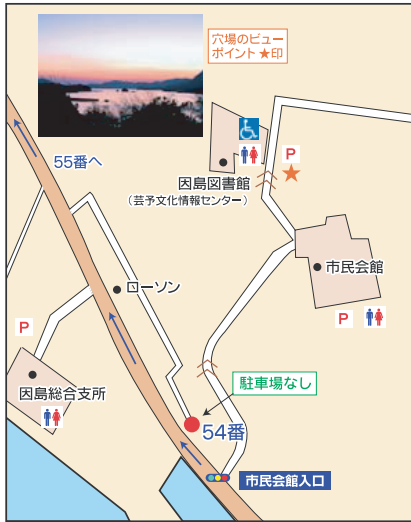 穴場のビュー
ポイント★印
55番へ
P
因島図書館
(芸予文化情報センター)
市民会館
ローソン
P
P
因島総合支所
駐車場なし
54番
市民会館入口